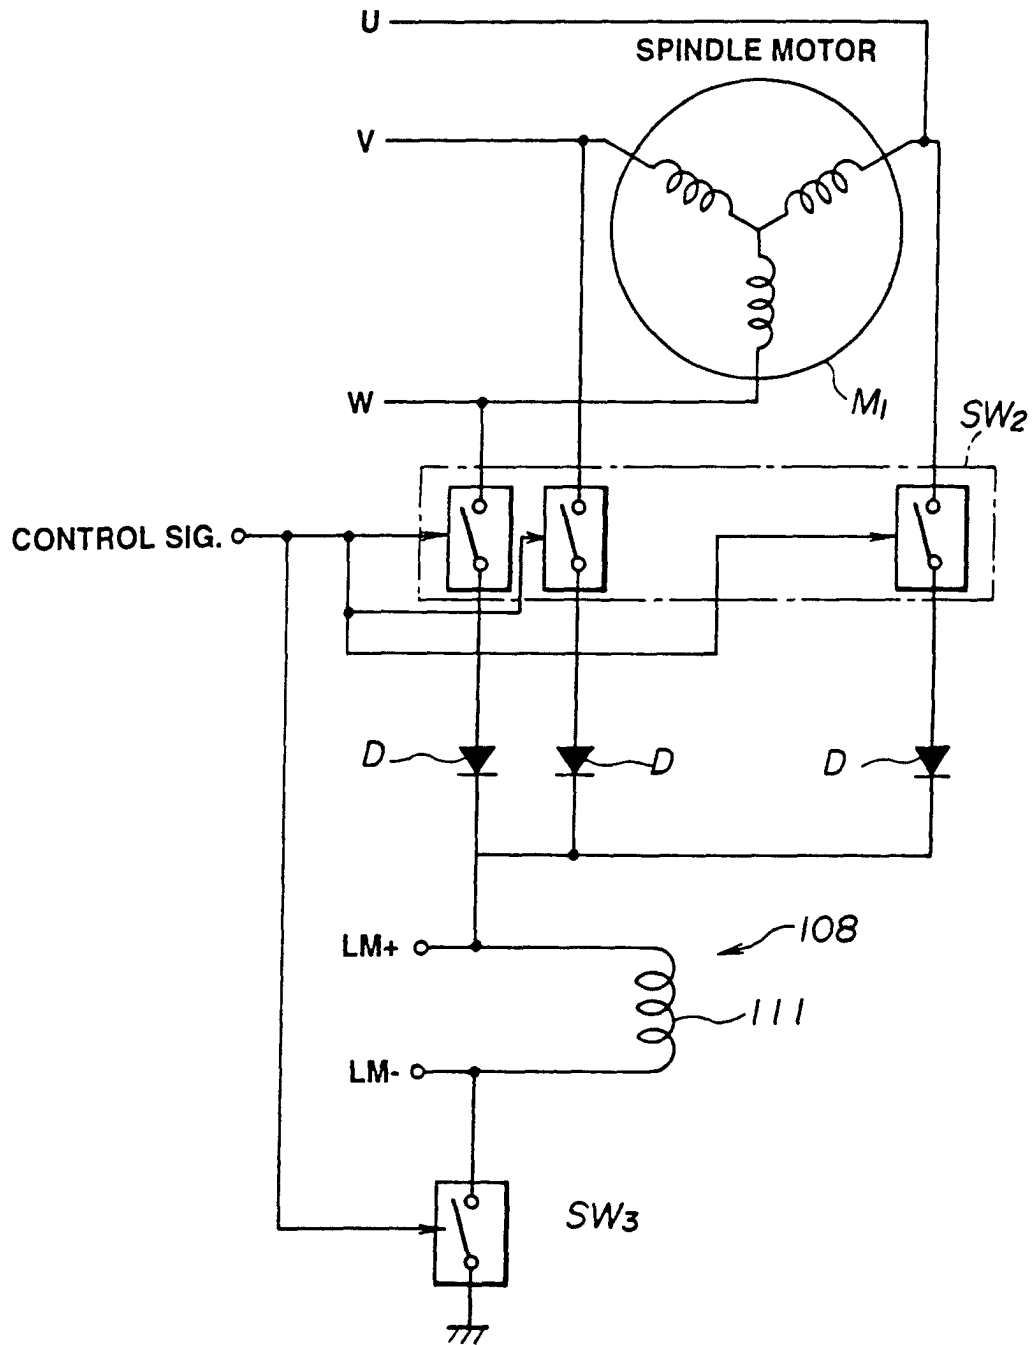 U
SPINDLE MOTOR
V
W
M1
SW2
CONTROL SIG.
D
D
D
LM+
108
111
LM-
SW3